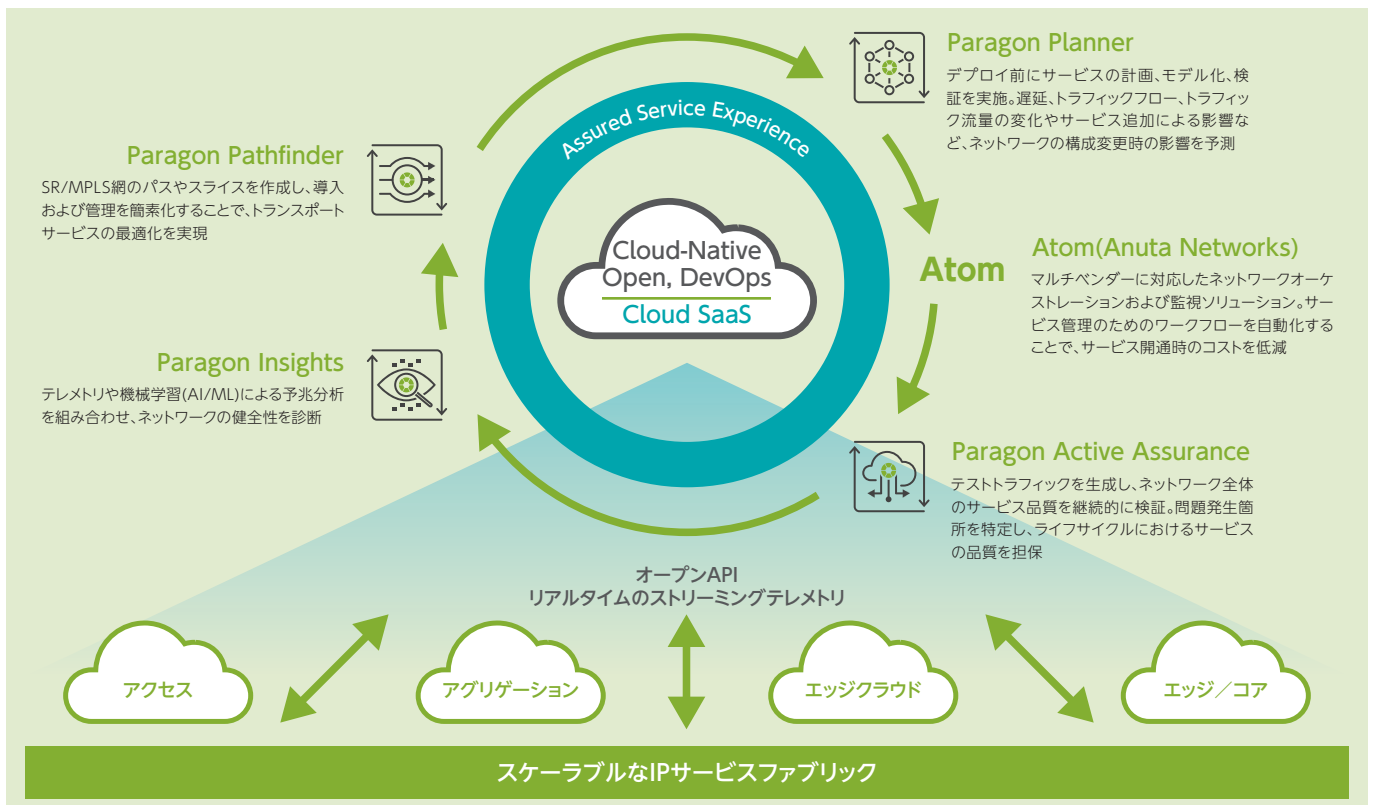 Paragon Planner
デプロイ前にサービスの計画、モデル化、検
証を実施。遅延、トラフィックフロー、トラフィッ
ク流量の変化やサービス追加による影響な
ど、ネットワークの構成変更時の影響を予測
Assured Service Experience
Paragon Pathfinder
SR/MPLS網のパスやスライスを作成し、導入
および管理を簡素化することで、トランスポート
サービスの最適化を実現
Cloud-Native
Open, DevOps
Cloud SaaS
Atom
Atom(Anuta Networks)
マルチベンダーに対応したネットワークオーケ
ストレーションおよび監視ソリューション。サー
ビス管理のためのワークフローを自動化する
ことで、サービス開通時のコストを低減
Paragon Insights
テレメトリや機械学習(AI/ML)による予兆分析
を組み合わせ、ネットワークの健全性を診断
Paragon Active Assurance
テストトラフィックを生成し、ネットワーク全体
のサービス品質を継続的に検証。問題発生箇
所を特定し、ライフサイクルにおけるサービス
の品質を担保
オープンAPI
リアルタイムのストリーミングテレメトリ
アクセス
アグリゲーション
エッジクラウド
エッジ／コア
スケーラブルなIPサービスファブリック